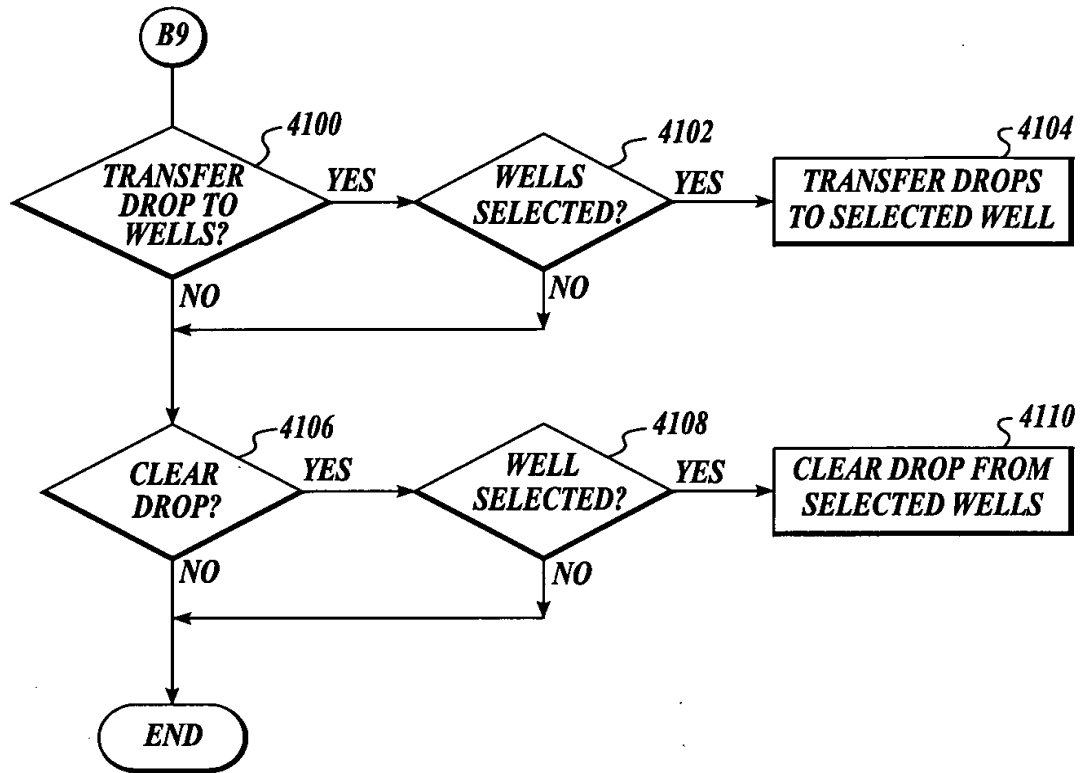 B9
4100
TRANSFER
DROP TO
WELLS?
YES
NO
4102
WELLS
SELECTED?
YES
NO
4104
TRANSFER DROPS
TO SELECTED WELL
4106
CLEAR
DROP?
YES
NO
4108
WELL
SELECTED?
YES
NO
4110
CLEAR DROP FROM
SELECTED WELLS
END